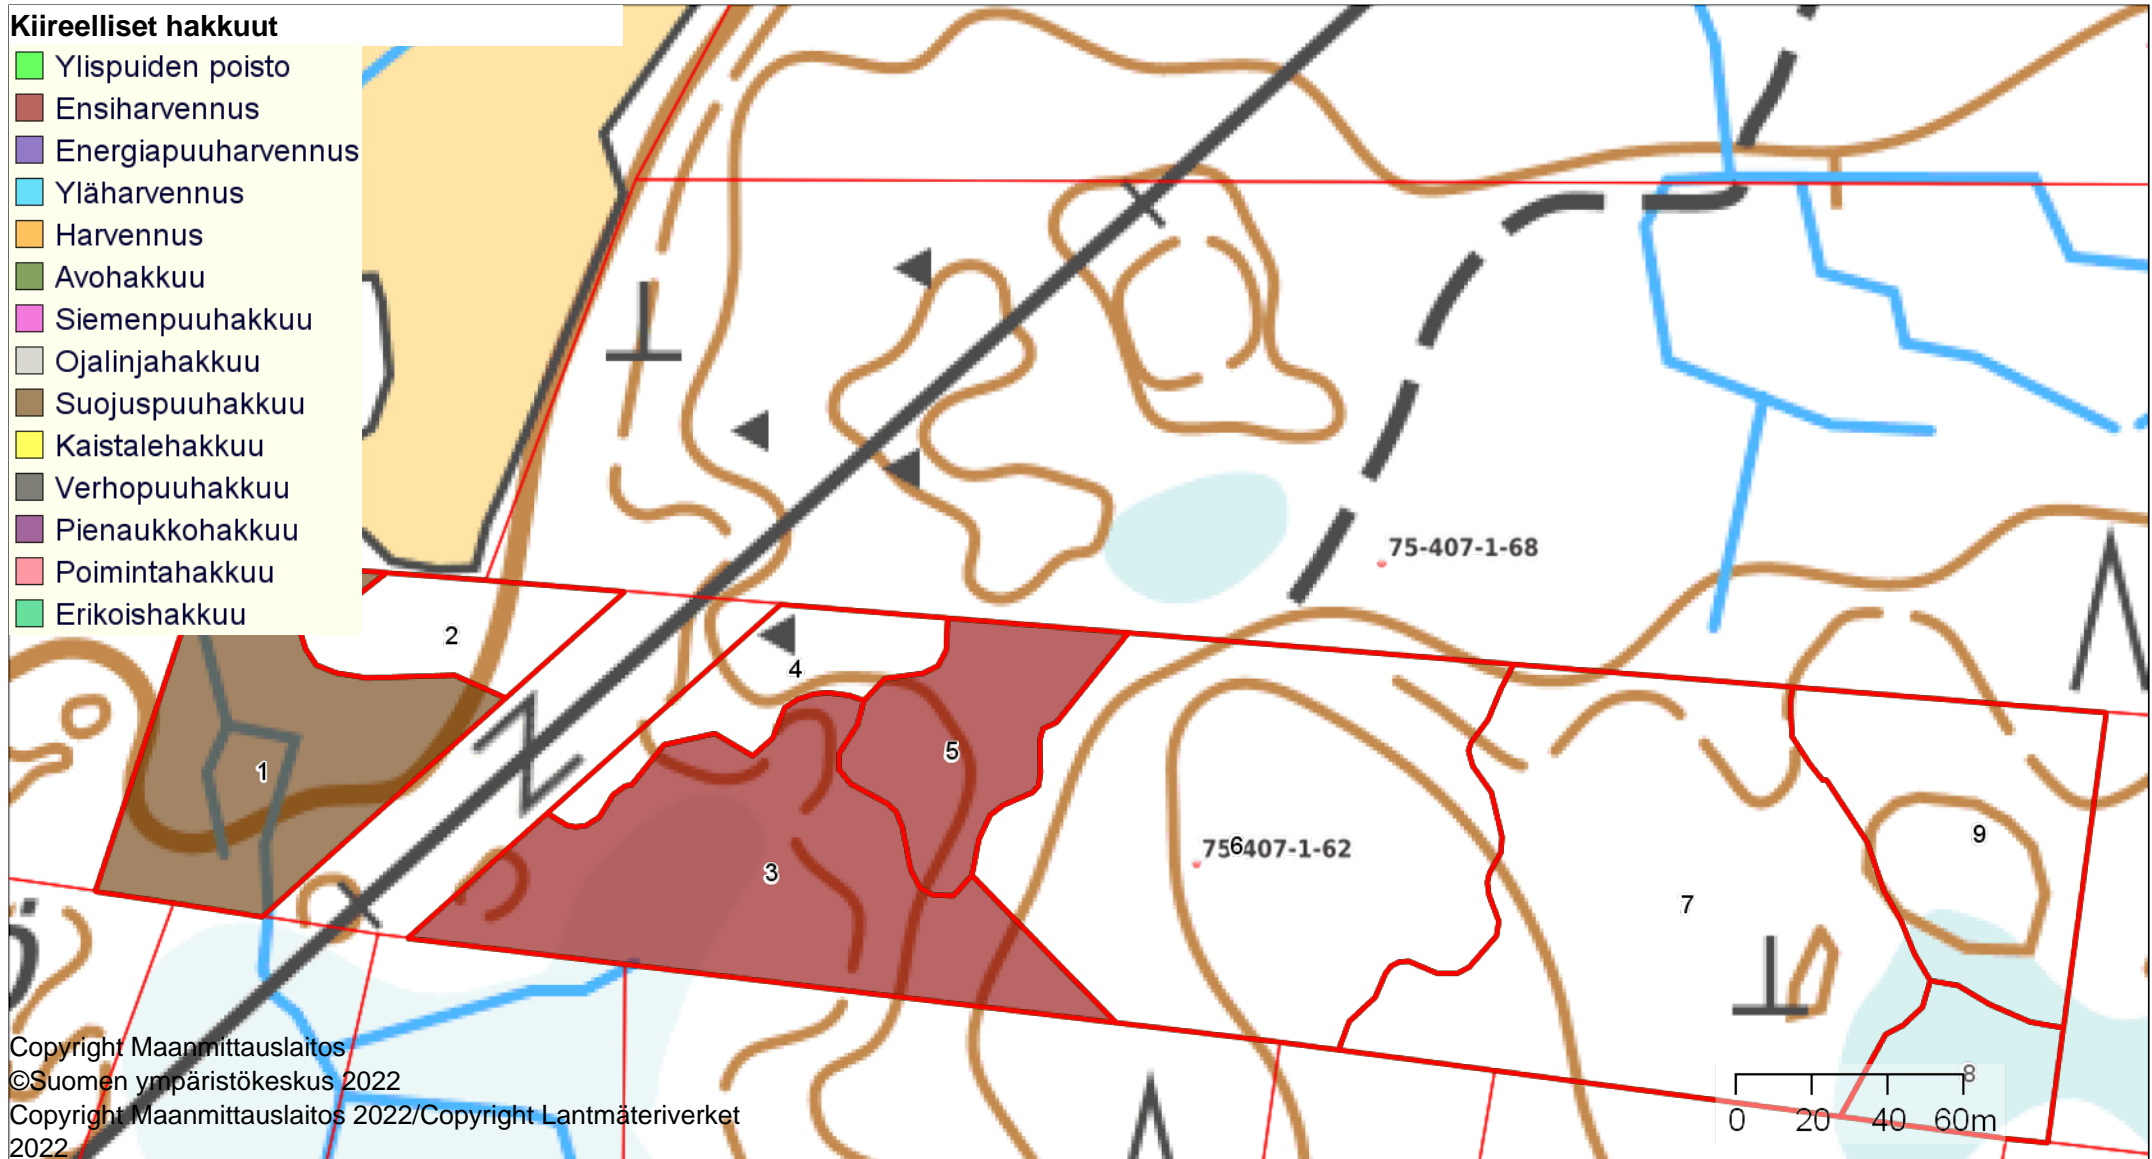 Kiireelliset hakkuut
Ylispuiden poisto
Ensiharvennus
Energiapuuharvennus
Yläharvennus
Harvennus
Avohakkuu
Siemenpuuhakkuu
Ojalinjahakkuu
Suojuspuuhakkuu
Kaistalehakkuu
Verhopuuhakkuu
Pienaukkohakkuu
Poimintahakkuu
Erikoishakkuu
75-407-1-68
2
4
5
1
3
75-407-1-62
6
9
7
8
0 20 40 60m
Copyright Maanmittauslaitos
©Suomen ympäristökeskus 2022
Copyright Maanmittauslaitos 2022/Copyright Lantmäteriverket
2022